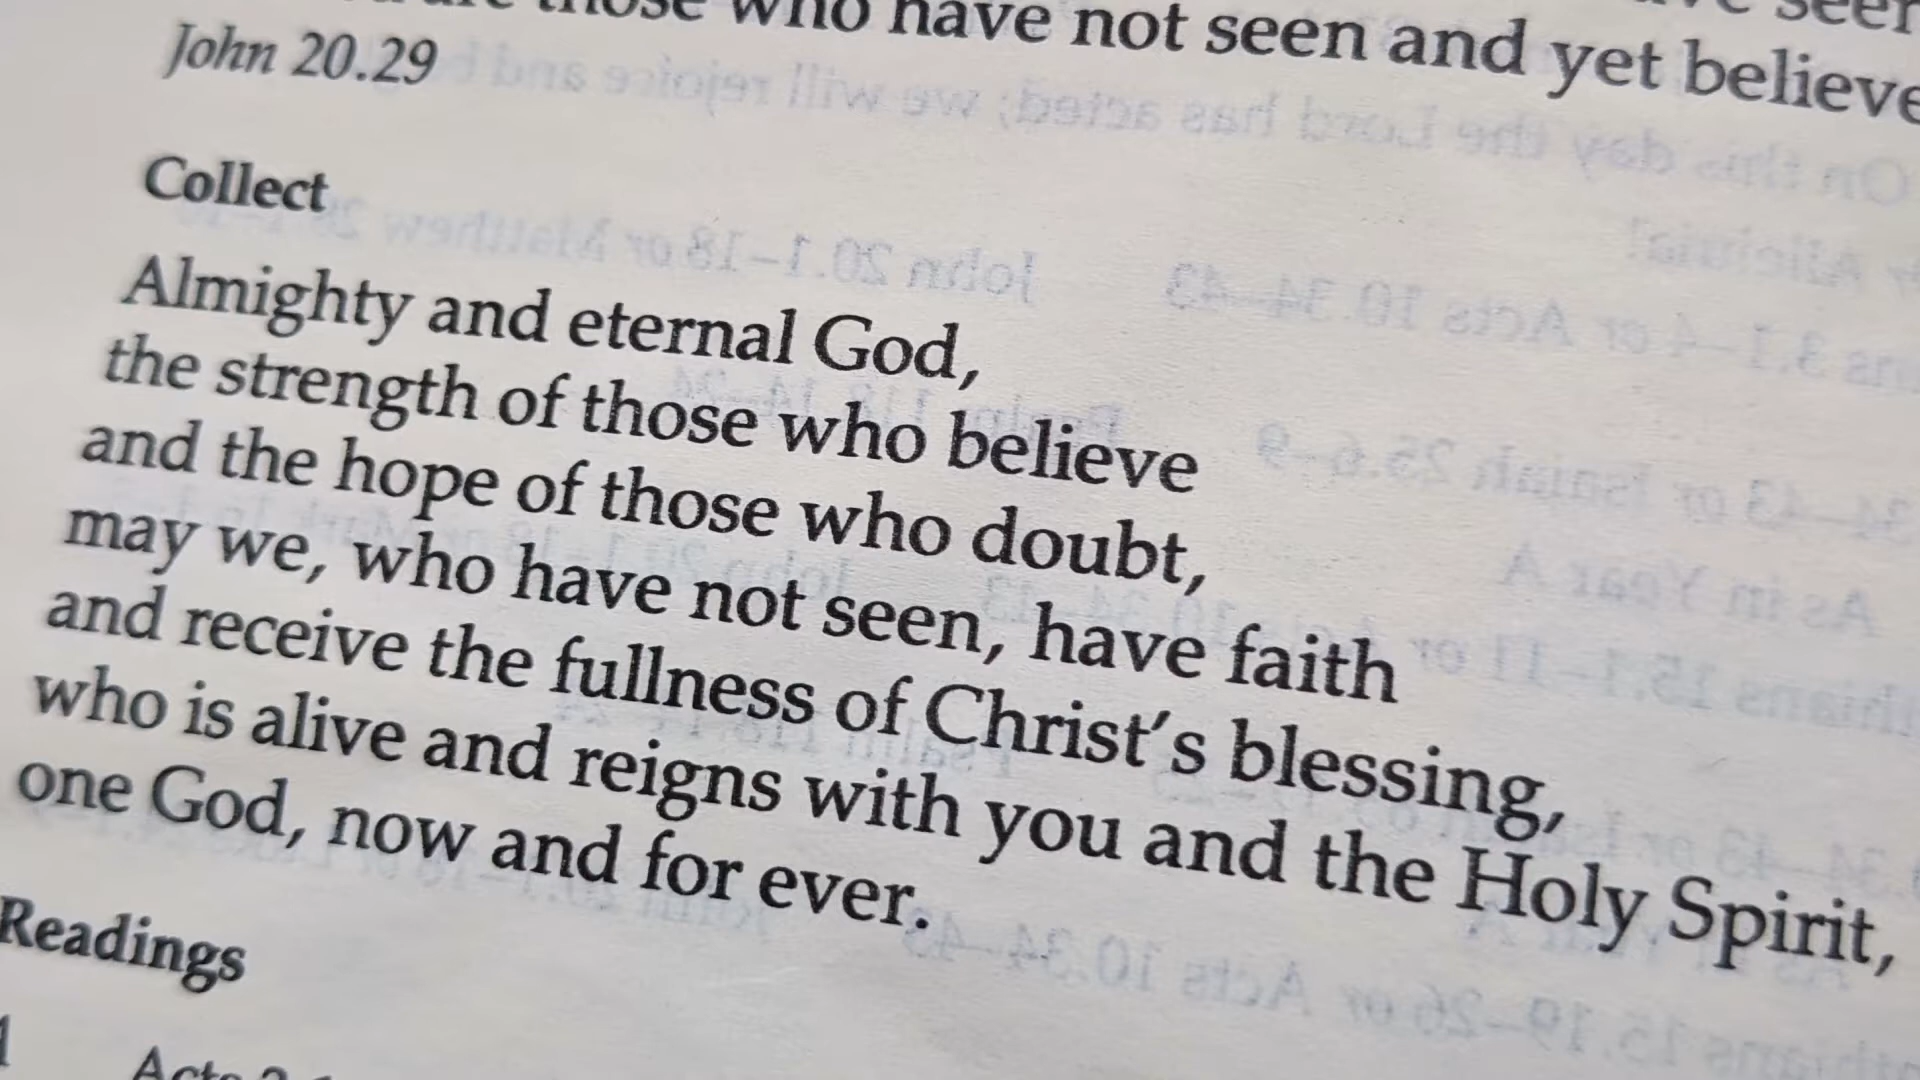 those who have not seen and yet believe
John 20.29
Collect
Almighty and eternal God,
the strength of those who believe
and the hope of those who doubt,
may we, who have not seen, have faith
and receive the fullness of Christ's blessing,
who is alive and reigns with you and the Holy Spirit,
one God, now and for ever.
Readings
Acts